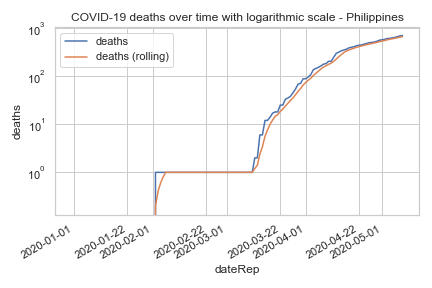 COVID-19 deaths over time with logarithmic scale - Philippines
10³
10²
10¹
10⁰
deaths
deaths
deaths (rolling)
2020-01-01
2020-01-22
2020-02-01
2020-02-22
2020-03-01
2020-03-22
2020-04-01
2020-04-22
2020-05-01
dateRep